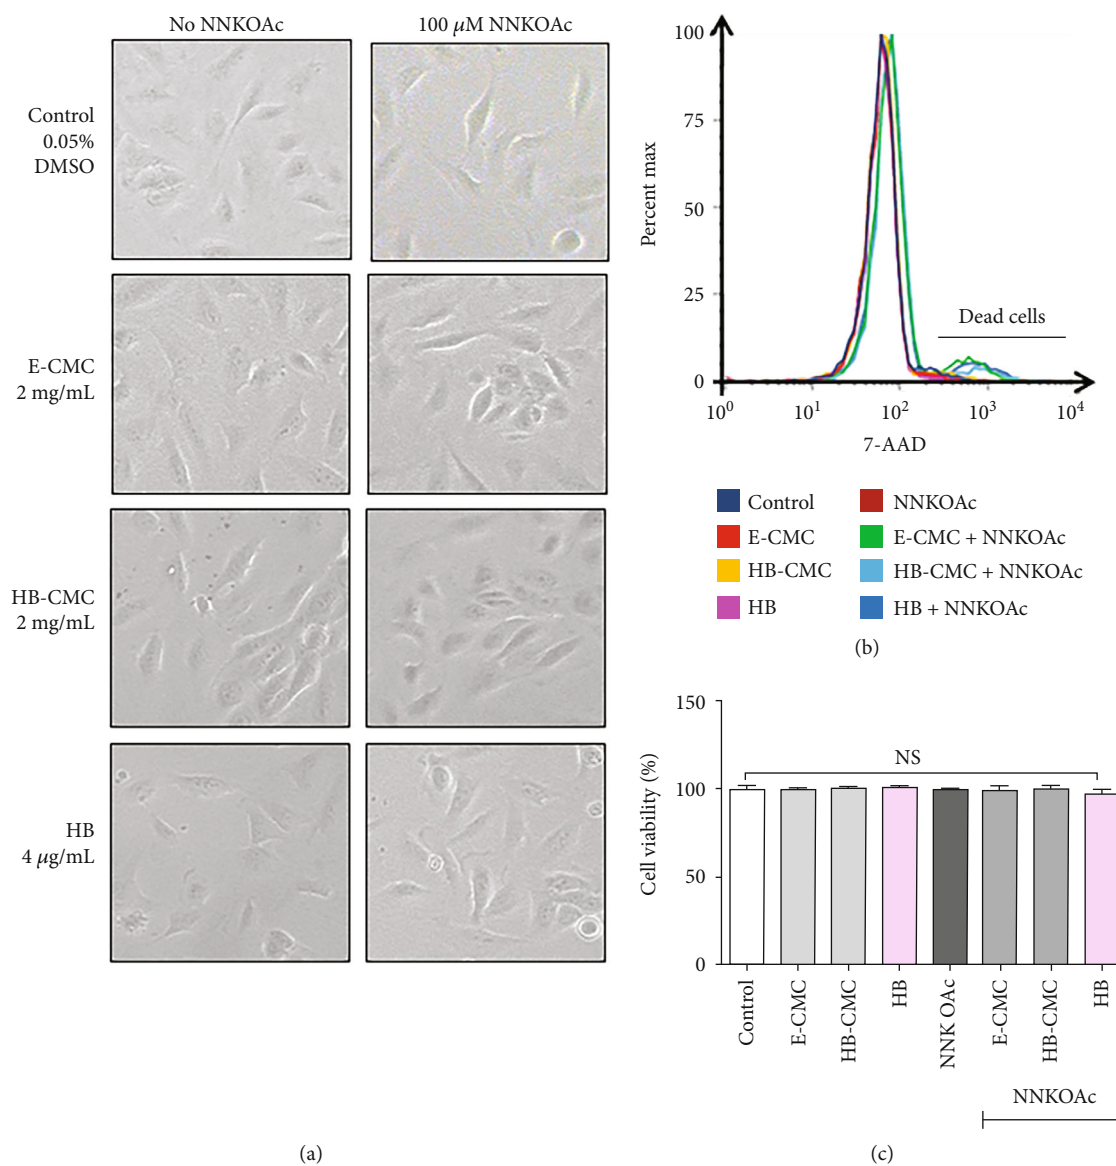 No NNKOAc
100 μM NNKOAc
Control
0.05%
DMSO
E-CMC
2 mg/mL
HB-CMC
2 mg/mL
HB
4 μg/mL
(a)
100
75
50
25
0
Percent max
Dead cells
10⁰
10¹
10²
10³
10⁴
7-AAD
Control
NNKOAc
E-CMC
E-CMC + NNKOAc
HB-CMC
HB-CMC + NNKOAc
HB
HB + NNKOAc
(b)
150
100
50
0
Cell viability (%)
NS
Control
E-CMC
HB-CMC
HB
NNK OAc
E-CMC
HB-CMC
HB
NNKOAc
(c)